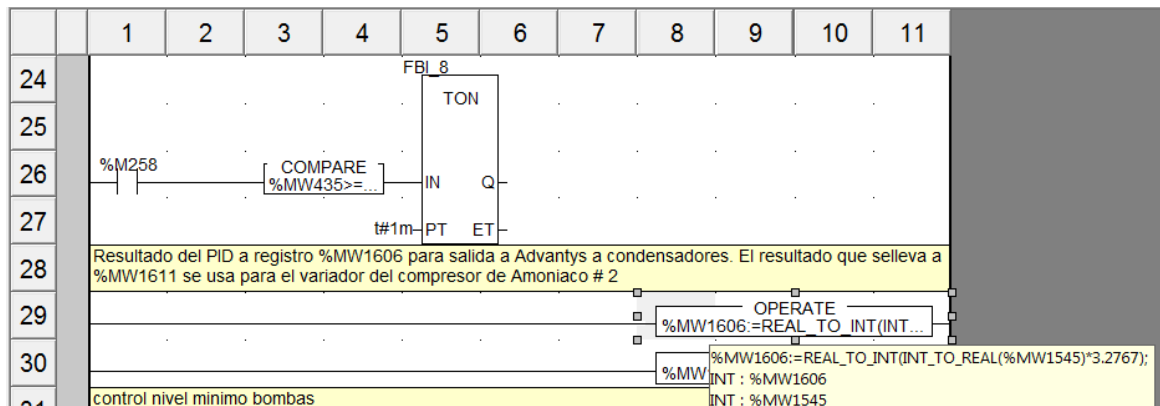 1 2 3 4 5 6 7 8 9 10 11
24
FBI_8
TON
25
26
%M258
COMPARE
%MW435>=...
IN Q
27
t#1m PT ET
28
Resultado del PID a registro %MW1606 para salida a Advantys a condensadores. El resultado que selleva a
%MW1611 se usa para el variador del compresor de Amoniaco # 2
29
OPERATE
%MW1606:=REAL_TO_INT(INT...
30
%MW
%MW1606:=REAL_TO_INT(INT_TO_REAL(%MW1545)*3.2767);
INT : %MW1606
INT : %MW1545
control nivel minimo bombas